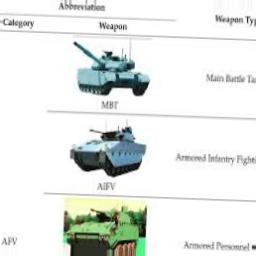 Abbreviation
-Category
Weapon
Weapon Typ
Main Battle Ta
MBT
Armored Infantry Fighti
AIFV
AFV
Armored Personnel